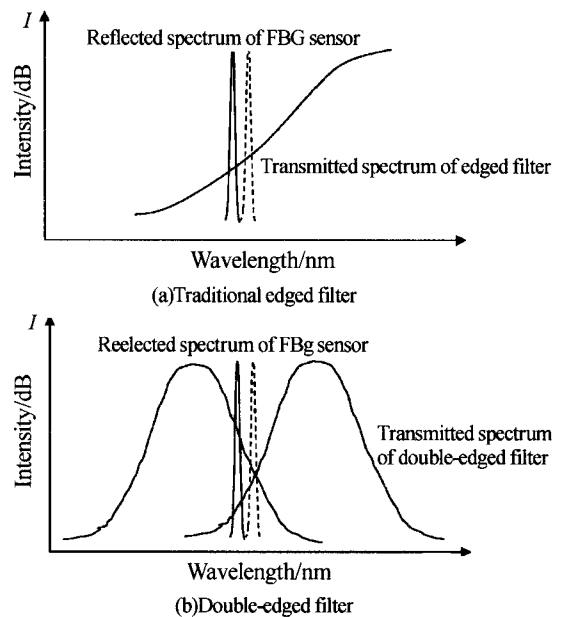 I
Reflected spectrum of FBG sensor
Intensity/dB
Transmitted spectrum of edged filter
Wavelength/nm
(a)Traditional edged filter
I
Reelected spectrum of FBg sensor
Intensity/dB
Transmitted spectrum
of double-edged filter
Wavelength/nm
(b)Double-edged filter